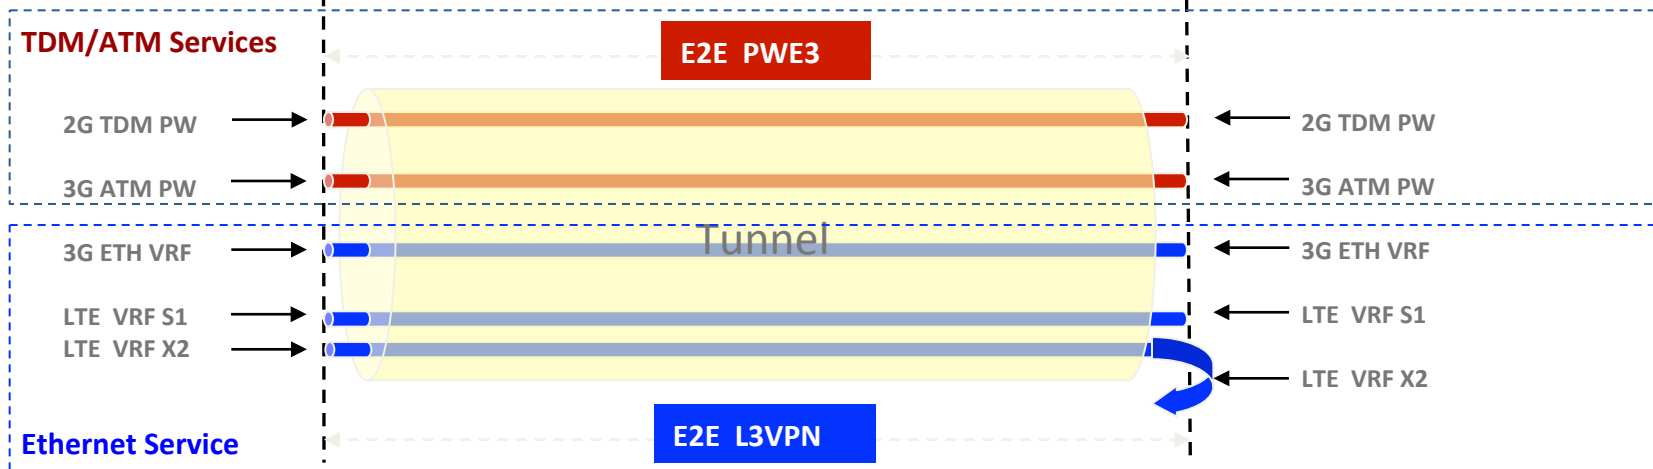 TDM/ATM Services
E2E PWE3
2G TDM PW
2G TDM PW
3G ATM PW
3G ATM PW
Tunnel
3G ETH VRF
3G ETH VRF
LTE VRF S1
LTE VRF S1
LTE VRF X2
LTE VRF X2
E2E L3VPN
Ethernet Service